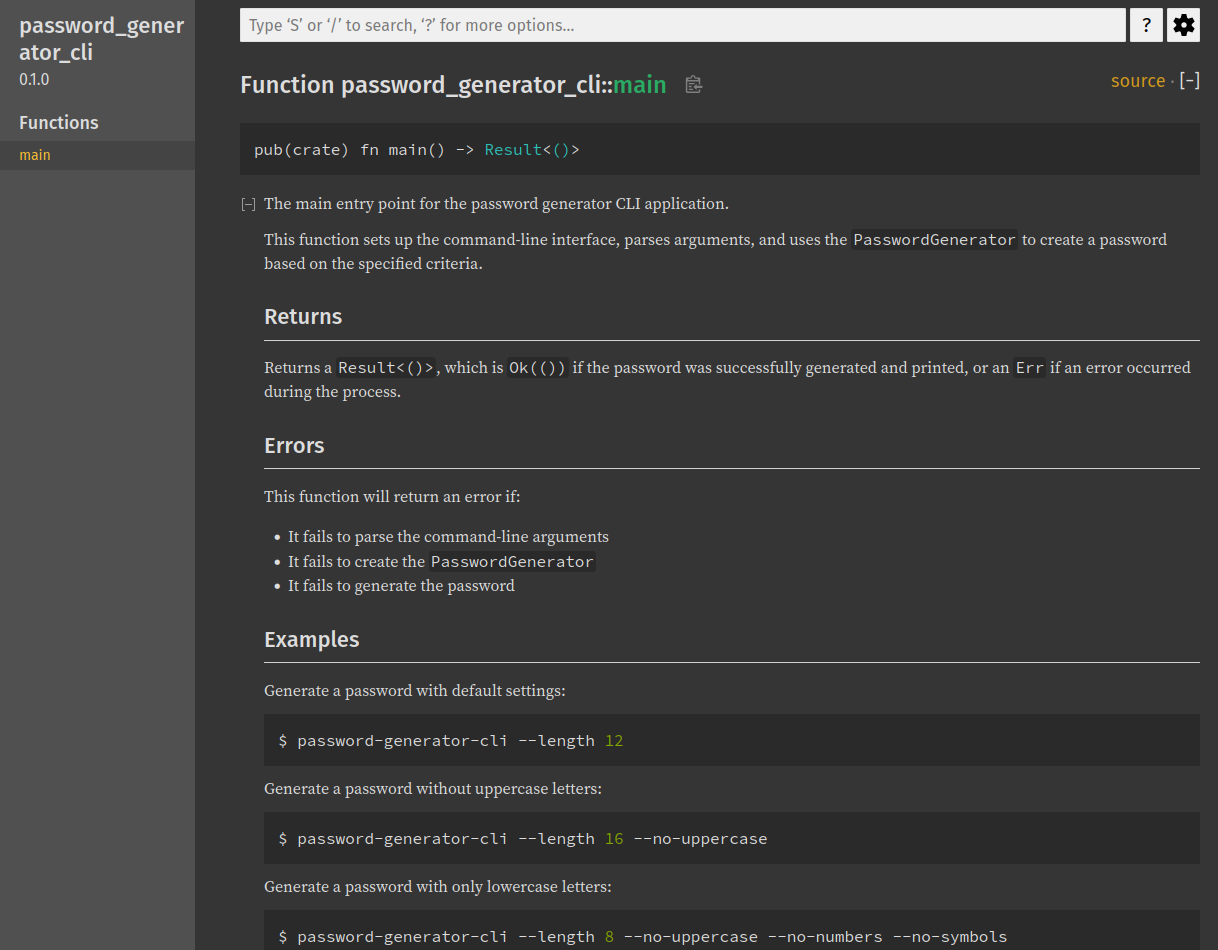 password_gener
ator_cli
0.1.0
Functions
main
Type ‘S’ or ‘/’ to search, ‘?’ for more options…
?
Function password_generator_cli::main
source · [−]
pub(crate) fn main() -> Result<()>
[−] The main entry point for the password generator CLI application.
This function sets up the command-line interface, parses arguments, and uses the PasswordGenerator to create a password
based on the specified criteria.
Returns
Returns a Result<()>, which is Ok(()) if the password was successfully generated and printed, or an Err if an error occurred
during the process.
Errors
This function will return an error if:
• It fails to parse the command-line arguments
• It fails to create the PasswordGenerator
• It fails to generate the password
Examples
Generate a password with default settings:
$ password-generator-cli --length 12
Generate a password without uppercase letters:
$ password-generator-cli --length 16 --no-uppercase
Generate a password with only lowercase letters:
$ password-generator-cli --length 8 --no-uppercase --no-numbers --no-symbols